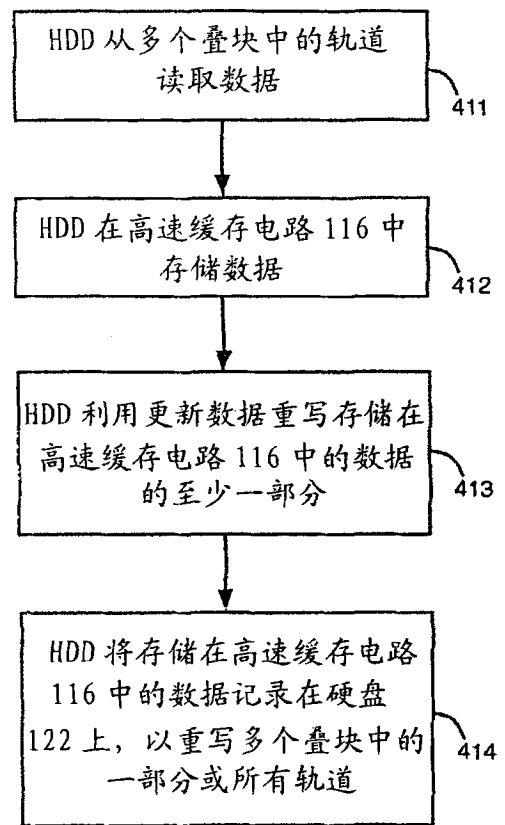 HDD 从多个叠块中的轨道
读取数据
411
HDD 在高速缓存电路 116 中
存储数据
412
HDD 利用更新数据重写存储在
高速缓存电路 116 中的数据
的至少一部分
413
HDD 将存储在高速缓存电路
116 中的数据记录在硬盘
122 上，以重写多个叠块中的
一部分或所有轨道
414